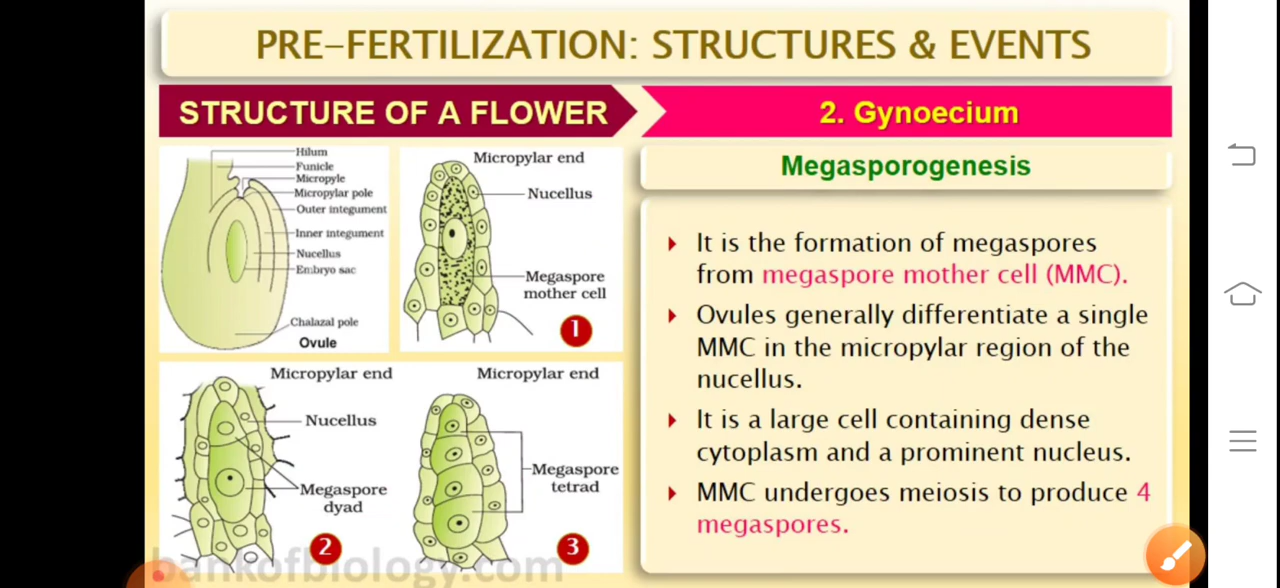 PRE-FERTILIZATION: STRUCTURES & EVENTS
STRUCTURE OF A FLOWER
2. Gynoecium
Hilum
Funicle
Micropyle
Micropylar pole
Outer integument
Inner integument
Nucellus
Embryo sac
Chalazal pole
Ovule
Micropylar end
Nucellus
Megaspore
mother cell
1
Micropylar end
Nucellus
Megaspore
dyad
2
Micropylar end
Megaspore
tetrad
3
Megasporogenesis
It is the formation of megaspores
from megaspore mother cell (MMC).
Ovules generally differentiate a single
MMC in the micropylar region of the
nucellus.
It is a large cell containing dense
cytoplasm and a prominent nucleus.
MMC undergoes meiosis to produce 4
megaspores.
bankofbiology.com